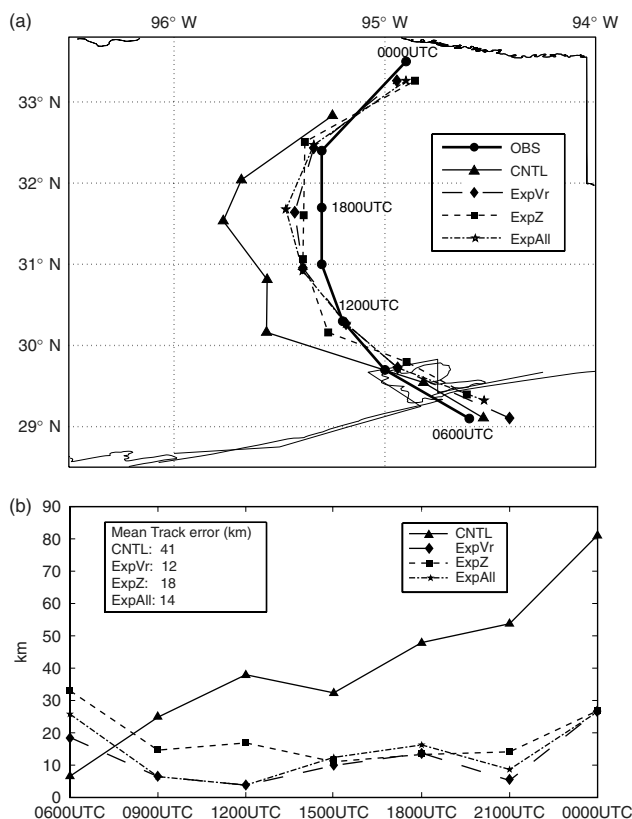 (a)
96° W
95° W
94° W
0000UTC
33° N
OBS
CNTL
ExpVr
ExpZ
ExpAll
32° N
1800UTC
31° N
1200UTC
30° N
29° N
0600UTC
(b)
90
80
70
60
50
40
30
20
10
0
km
Mean Track error (km)
CNTL: 41
ExpVr: 12
ExpZ: 18
ExpAll: 14
CNTL
ExpVr
ExpZ
ExpAll
0600UTC 0900UTC 1200UTC 1500UTC 1800UTC 2100UTC 0000UTC